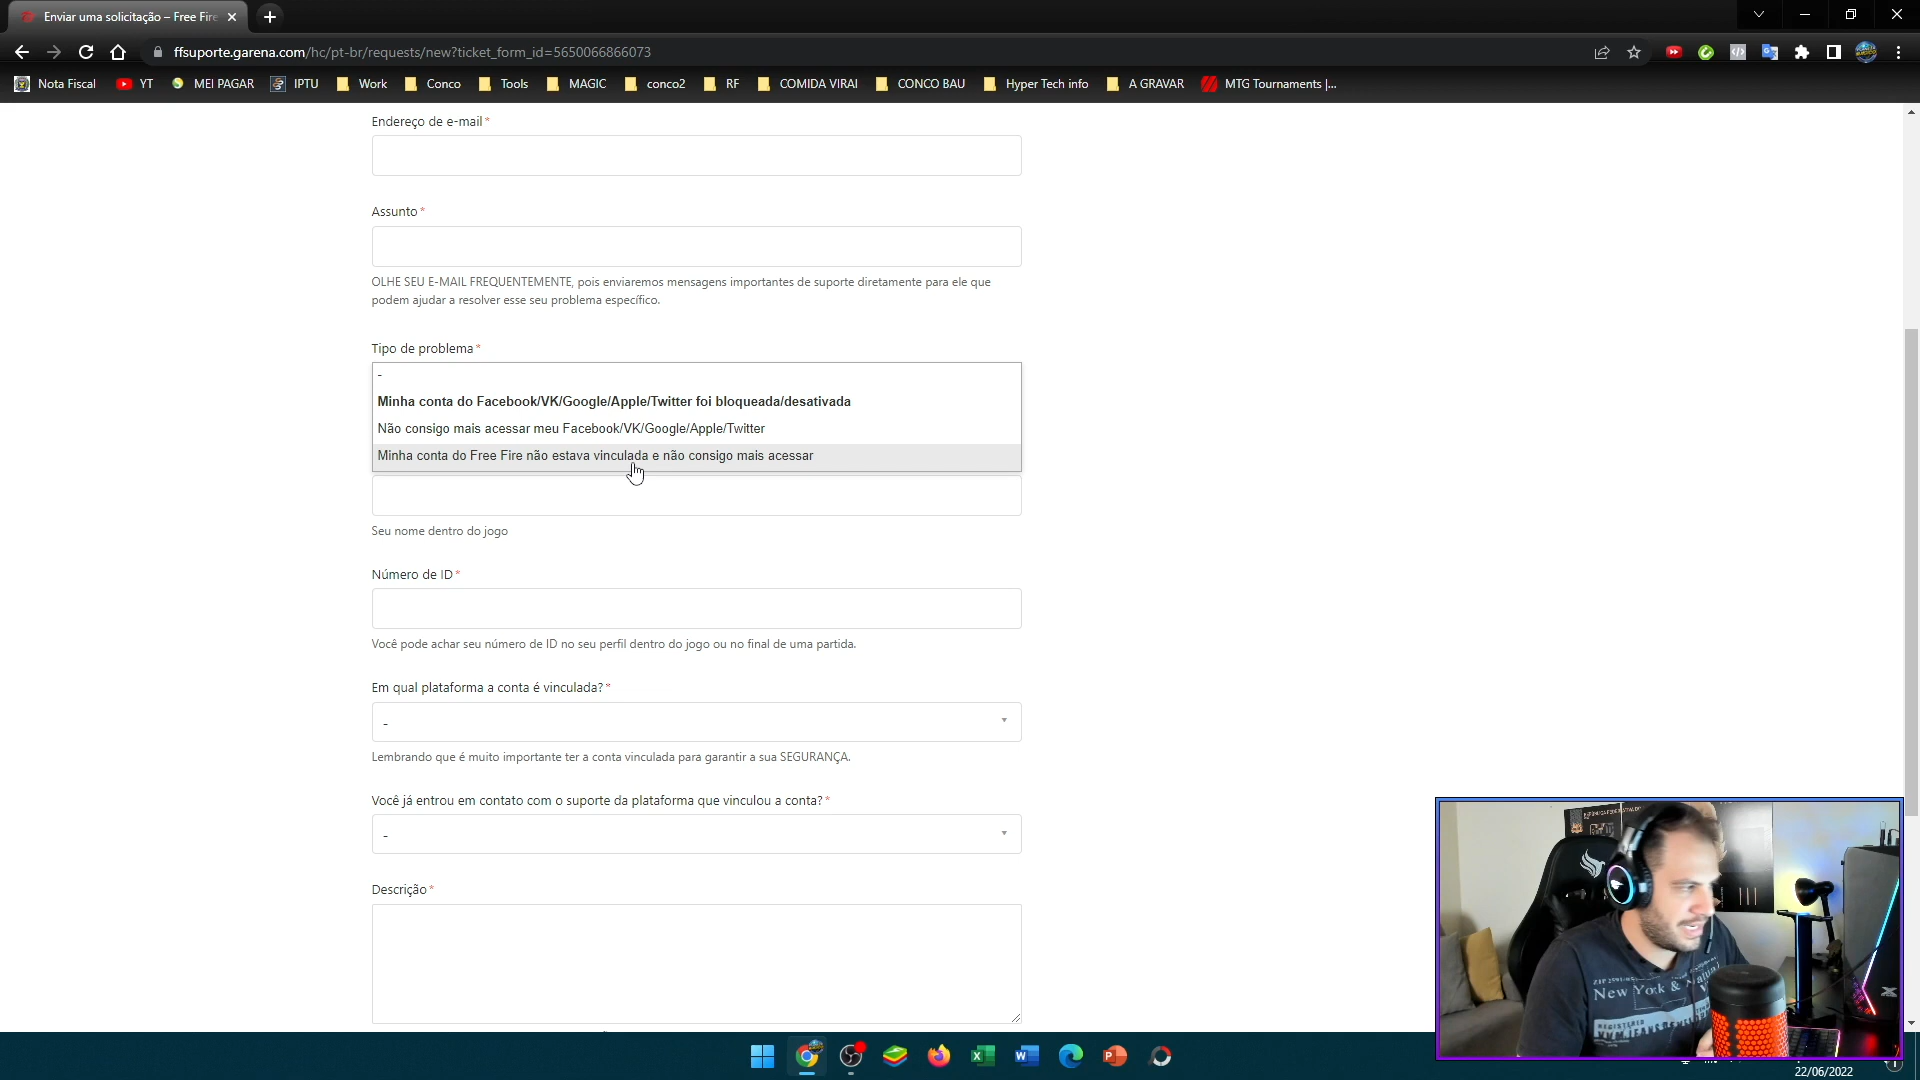 Enviar uma solicitação – Free Fire
ffsuporte.garena.com/hc/pt-br/requests/new?ticket_form_id=5650066866073
Nota Fiscal YT MEI PAGAR IPTU Work Conco Tools MAGIC conco2 RF COMIDA VIRAI CONCO BAU Hyper Tech info A GRAVAR MTG Tournaments |...
Endereço de e-mail*
Assunto*
OLHE SEU E-MAIL FREQUENTEMENTE, pois enviaremos mensagens importantes de suporte diretamente para ele que
podem ajudar a resolver esse seu problema específico.
Tipo de problema*
-
Minha conta do Facebook/VK/Google/Apple/Twitter foi bloqueada/desativada
Não consigo mais acessar meu Facebook/VK/Google/Apple/Twitter
Minha conta do Free Fire não estava vinculada e não consigo mais acessar
Seu nome dentro do jogo
Número de ID*
Você pode achar seu número de ID no seu perfil dentro do jogo ou no final de uma partida.
Em qual plataforma a conta é vinculada?*
-
Lembrando que é muito importante ter a conta vinculada para garantir a sua SEGURANÇA.
Você já entrou em contato com o suporte da plataforma que vinculou a conta?*
-
Descrição*
New York &
22/06/2022